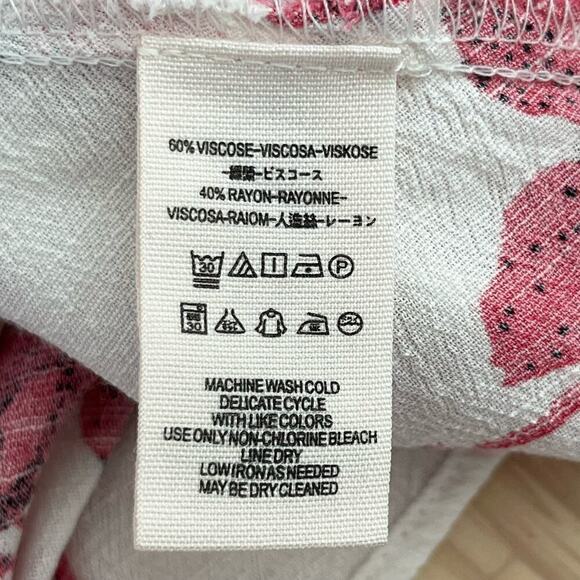 60% VISCOSE-VISCOSA-VISKOSE
-ビスコース
40% RAYON-RAYONNE-
VISCOSA-RAIOM-人造絲-レーヨン
30
P
30
MACHINE WASH COLD
DELICATE CYCLE
WITH LIKE COLORS
USE ONLY NON-CHLORINE BLEACH
LINE DRY
LOW IRON AS NEEDED
MAY BE DRY CLEANED